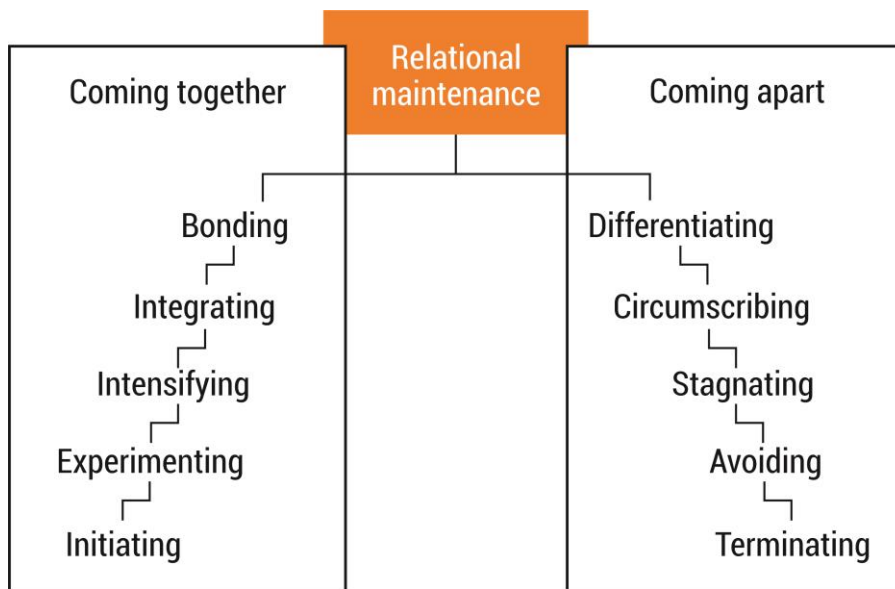 Relational
maintenance
Coming together
Coming apart
Bonding
Integrating
Intensifying
Experimenting
Initiating
Differentiating
Circumscribing
Stagnating
Avoiding
Terminating